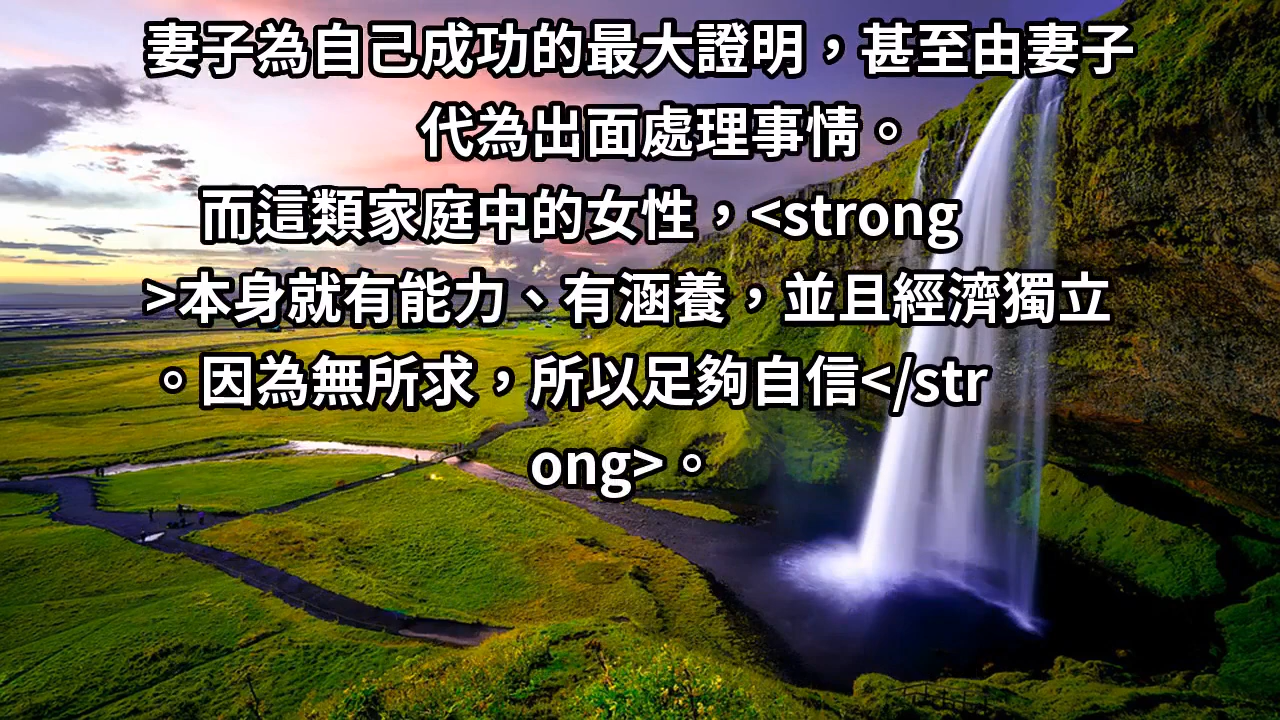 妻子為自己成功的最大證明，甚至由妻子
代為出面處理事情。
而這類家庭中的女性，<strong
>本身就有能力、有涵養，並且經濟獨立
。因為無所求，所以足夠自信</str
ong>。